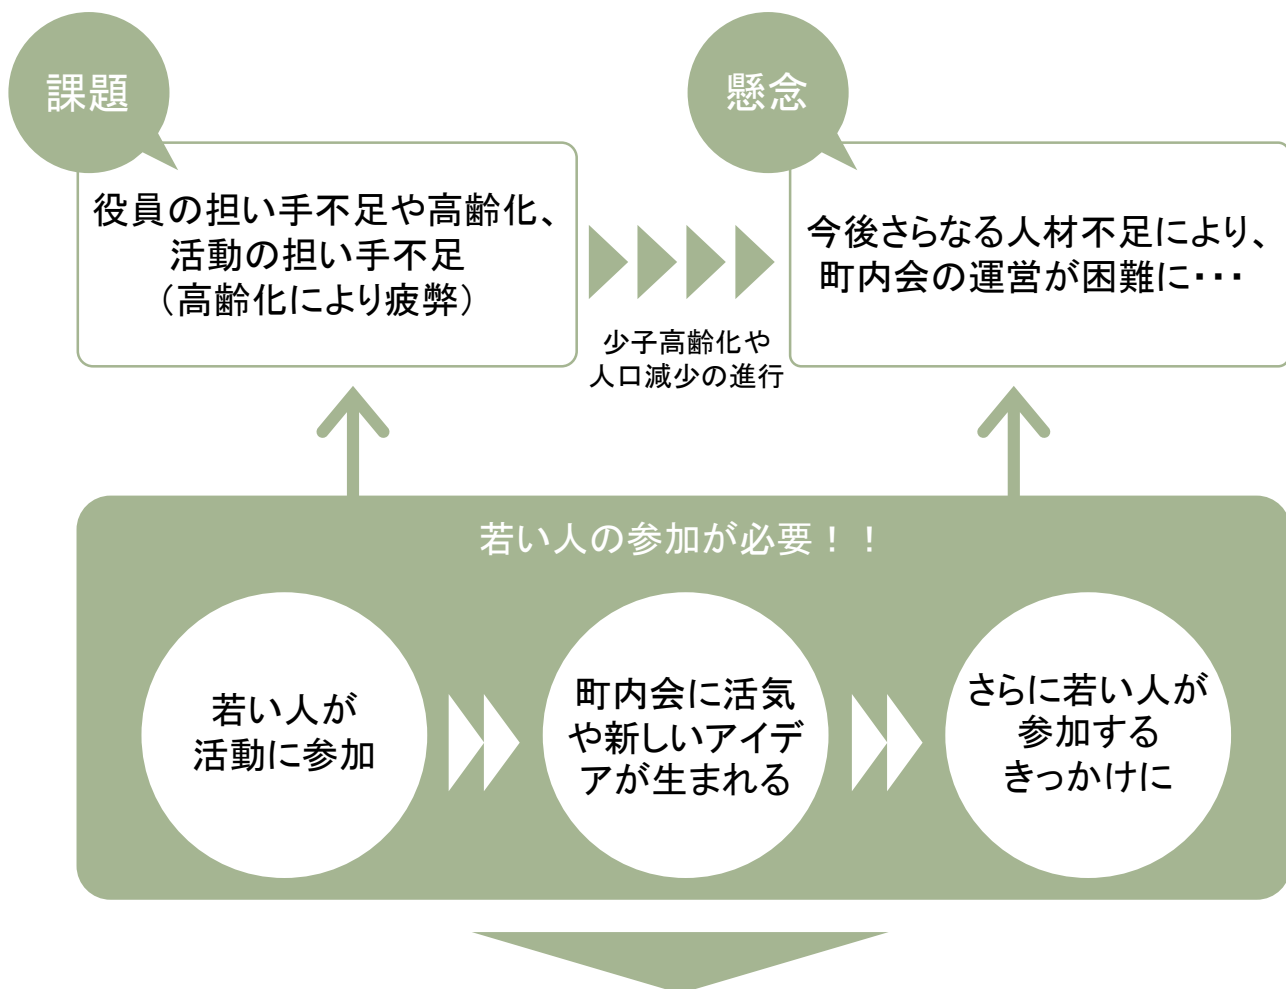 課題
役員の担い手不足や高齢化、
活動の担い手不足
（高齢化により疲弊）
少子高齢化や
人口減少の進行
懸念
今後さらなる人材不足により、
町内会の運営が困難に・・・
若い人の参加が必要！！
若い人が
活動に参加
町内会に活気
や新しいアイデ
アが生まれる
さらに若い人が
参加する
きっかけに